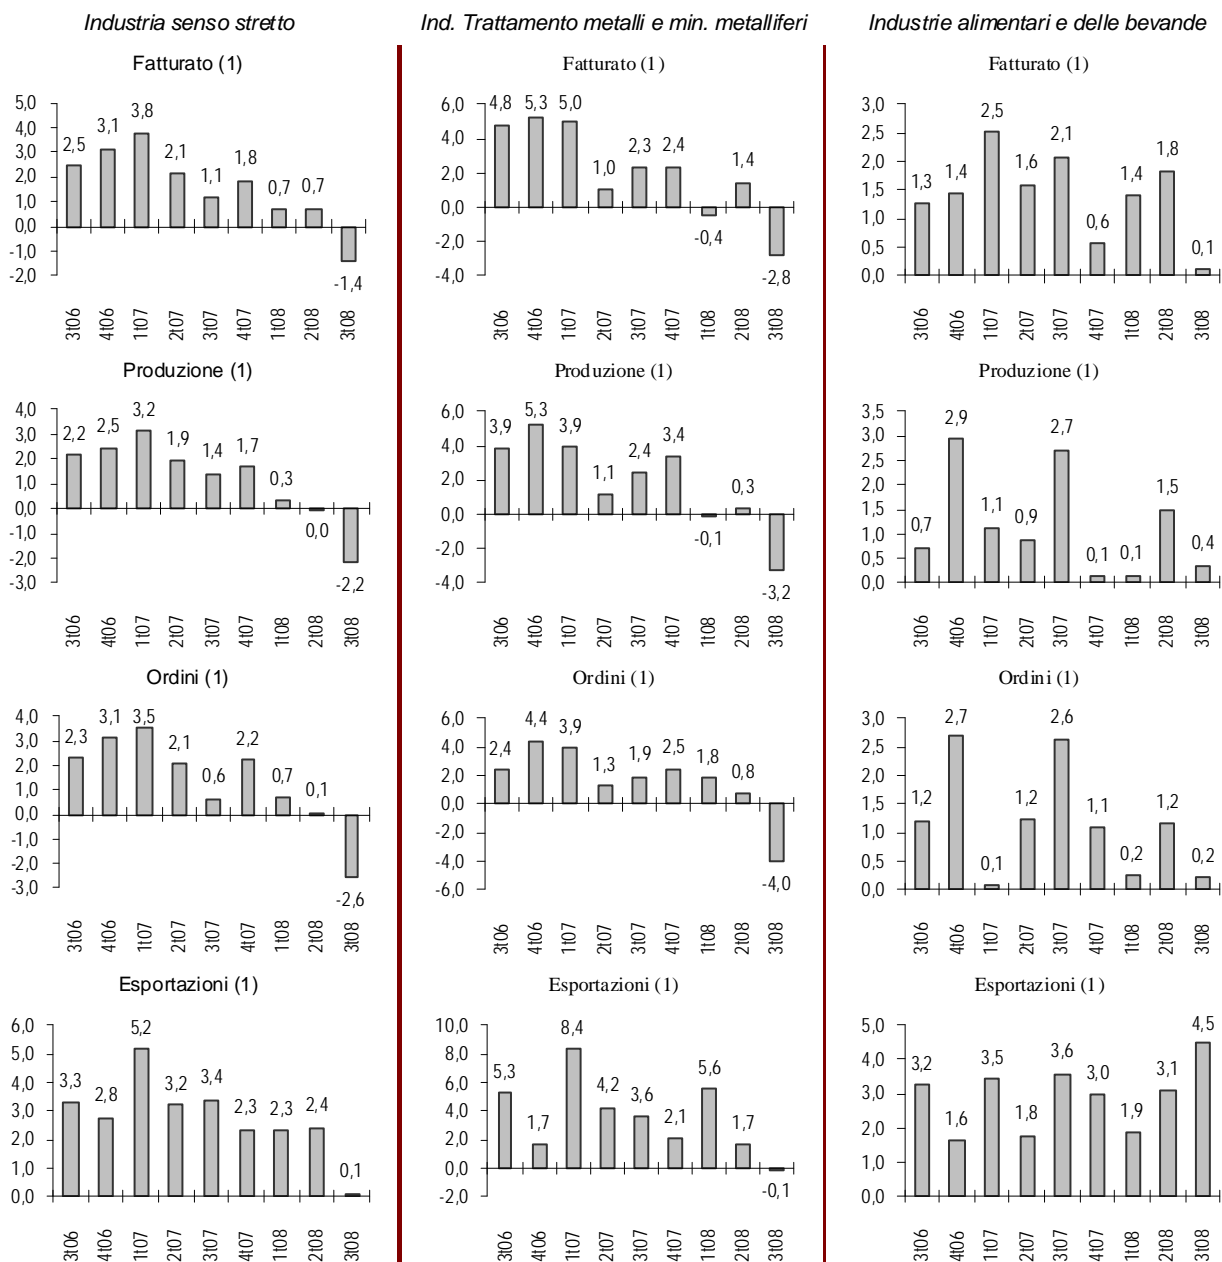 Industria senso stretto
Ind. Trattamento metalli e min. metalliferi
Industrie alimentari e delle bevande
Fatturato (1)
5,0
4,0
3,0
2,0
1,0
0,0
-1,0
-2,0
2,5 3,1 3,8 2,1 1,1 1,8 0,7 0,7 -1,4
3t06 4t06 1t07 2t07 3t07 4t07 1t08 2t08 3t08
Fatturato (1)
6,0
4,0
2,0
0,0
-2,0
-4,0
4,8 5,3 5,0 1,0 2,3 2,4 -0,4 1,4 -2,8
3t06 4t06 1t07 2t07 3t07 4t07 1t08 2t08 3t08
Fatturato (1)
3,0
2,5
2,0
1,5
1,0
0,5
0,0
1,3 1,4 2,5 1,6 2,1 0,6 1,4 1,8 0,1
3t06 4t06 1t07 2t07 3t07 4t07 1t08 2t08 3t08
Produzione (1)
4,0
3,0
2,0
1,0
0,0
-1,0
-2,0
-3,0
2,2 2,5 3,2 1,9 1,4 1,7 0,3 0,0 -2,2
3t06 4t06 1t07 2t07 3t07 4t07 1t08 2t08 3t08
Produzione (1)
6,0
4,0
2,0
0,0
-2,0
-4,0
3,9 5,3 3,9 1,1 2,4 3,4 -0,1 0,3 -3,2
3t06 4t06 1t07 2t07 3t07 4t07 1t08 2t08 3t08
Produzione (1)
3,5
3,0
2,5
2,0
1,5
1,0
0,5
0,0
0,7 2,9 1,1 0,9 2,7 0,1 0,1 1,5 0,4
3t06 4t06 1t07 2t07 3t07 4t07 1t08 2t08 3t08
Ordini (1)
4,0
3,0
2,0
1,0
0,0
-1,0
-2,0
-3,0
2,3 3,1 3,5 2,1 0,6 2,2 0,7 0,1 -2,6
3t06 4t06 1t07 2t07 3t07 4t07 1t08 2t08 3t08
Ordini (1)
6,0
4,0
2,0
0,0
-2,0
-4,0
-6,0
2,4 4,4 3,9 1,3 1,9 2,5 1,8 0,8 -4,0
3t06 4t06 1t07 2t07 3t07 4t07 1t08 2t08 3t08
Ordini (1)
3,0
2,5
2,0
1,5
1,0
0,5
0,0
1,2 2,7 0,1 1,2 2,6 1,1 0,2 1,2 0,2
3t06 4t06 1t07 2t07 3t07 4t07 1t08 2t08 3t08
Esportazioni (1)
6,0
5,0
4,0
3,0
2,0
1,0
0,0
3,3 2,8 5,2 3,2 3,4 2,3 2,3 2,4 0,1
3t06 4t06 1t07 2t07 3t07 4t07 1t08 2t08 3t08
Esportazioni (1)
10,0
8,0
6,0
4,0
2,0
0,0
-2,0
5,3 1,7 8,4 4,2 3,6 2,1 5,6 1,7 -0,1
3t06 4t06 1t07 2t07 3t07 4t07 1t08 2t08 3t08
Esportazioni (1)
5,0
4,0
3,0
2,0
1,0
0,0
3,2 1,6 3,5 1,8 3,6 3,0 1,9 3,1 4,5
3t06 4t06 1t07 2t07 3t07 4t07 1t08 2t08 3t08